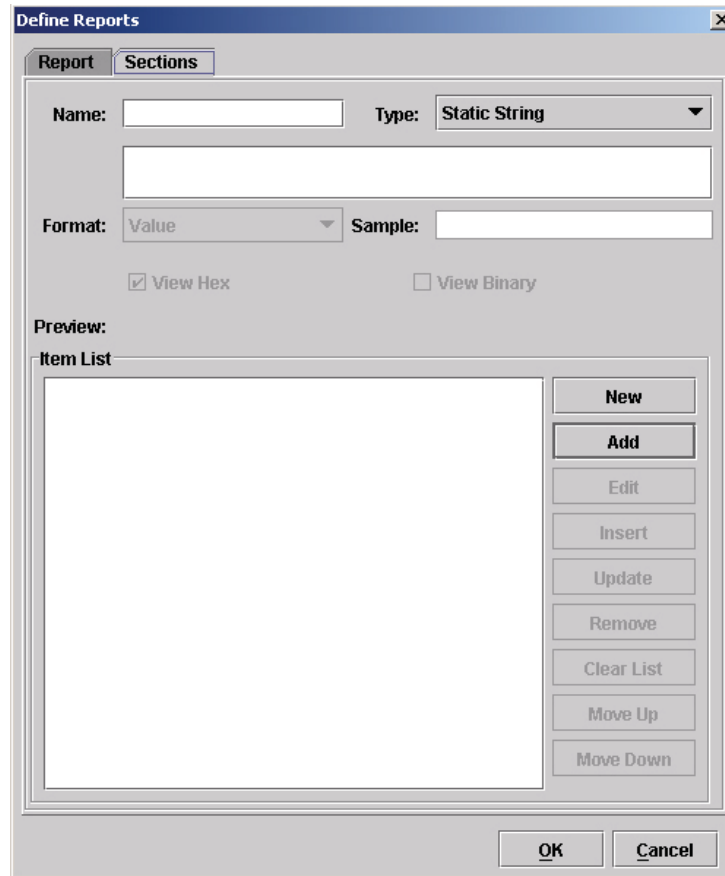 Define Reports
Report Sections
Name: Type: Static String
Format: Value Sample:
View Hex View Binary
Preview:
Item List
New
Add
Edit
Insert
Update
Remove
Clear List
Move Up
Move Down
OK Cancel